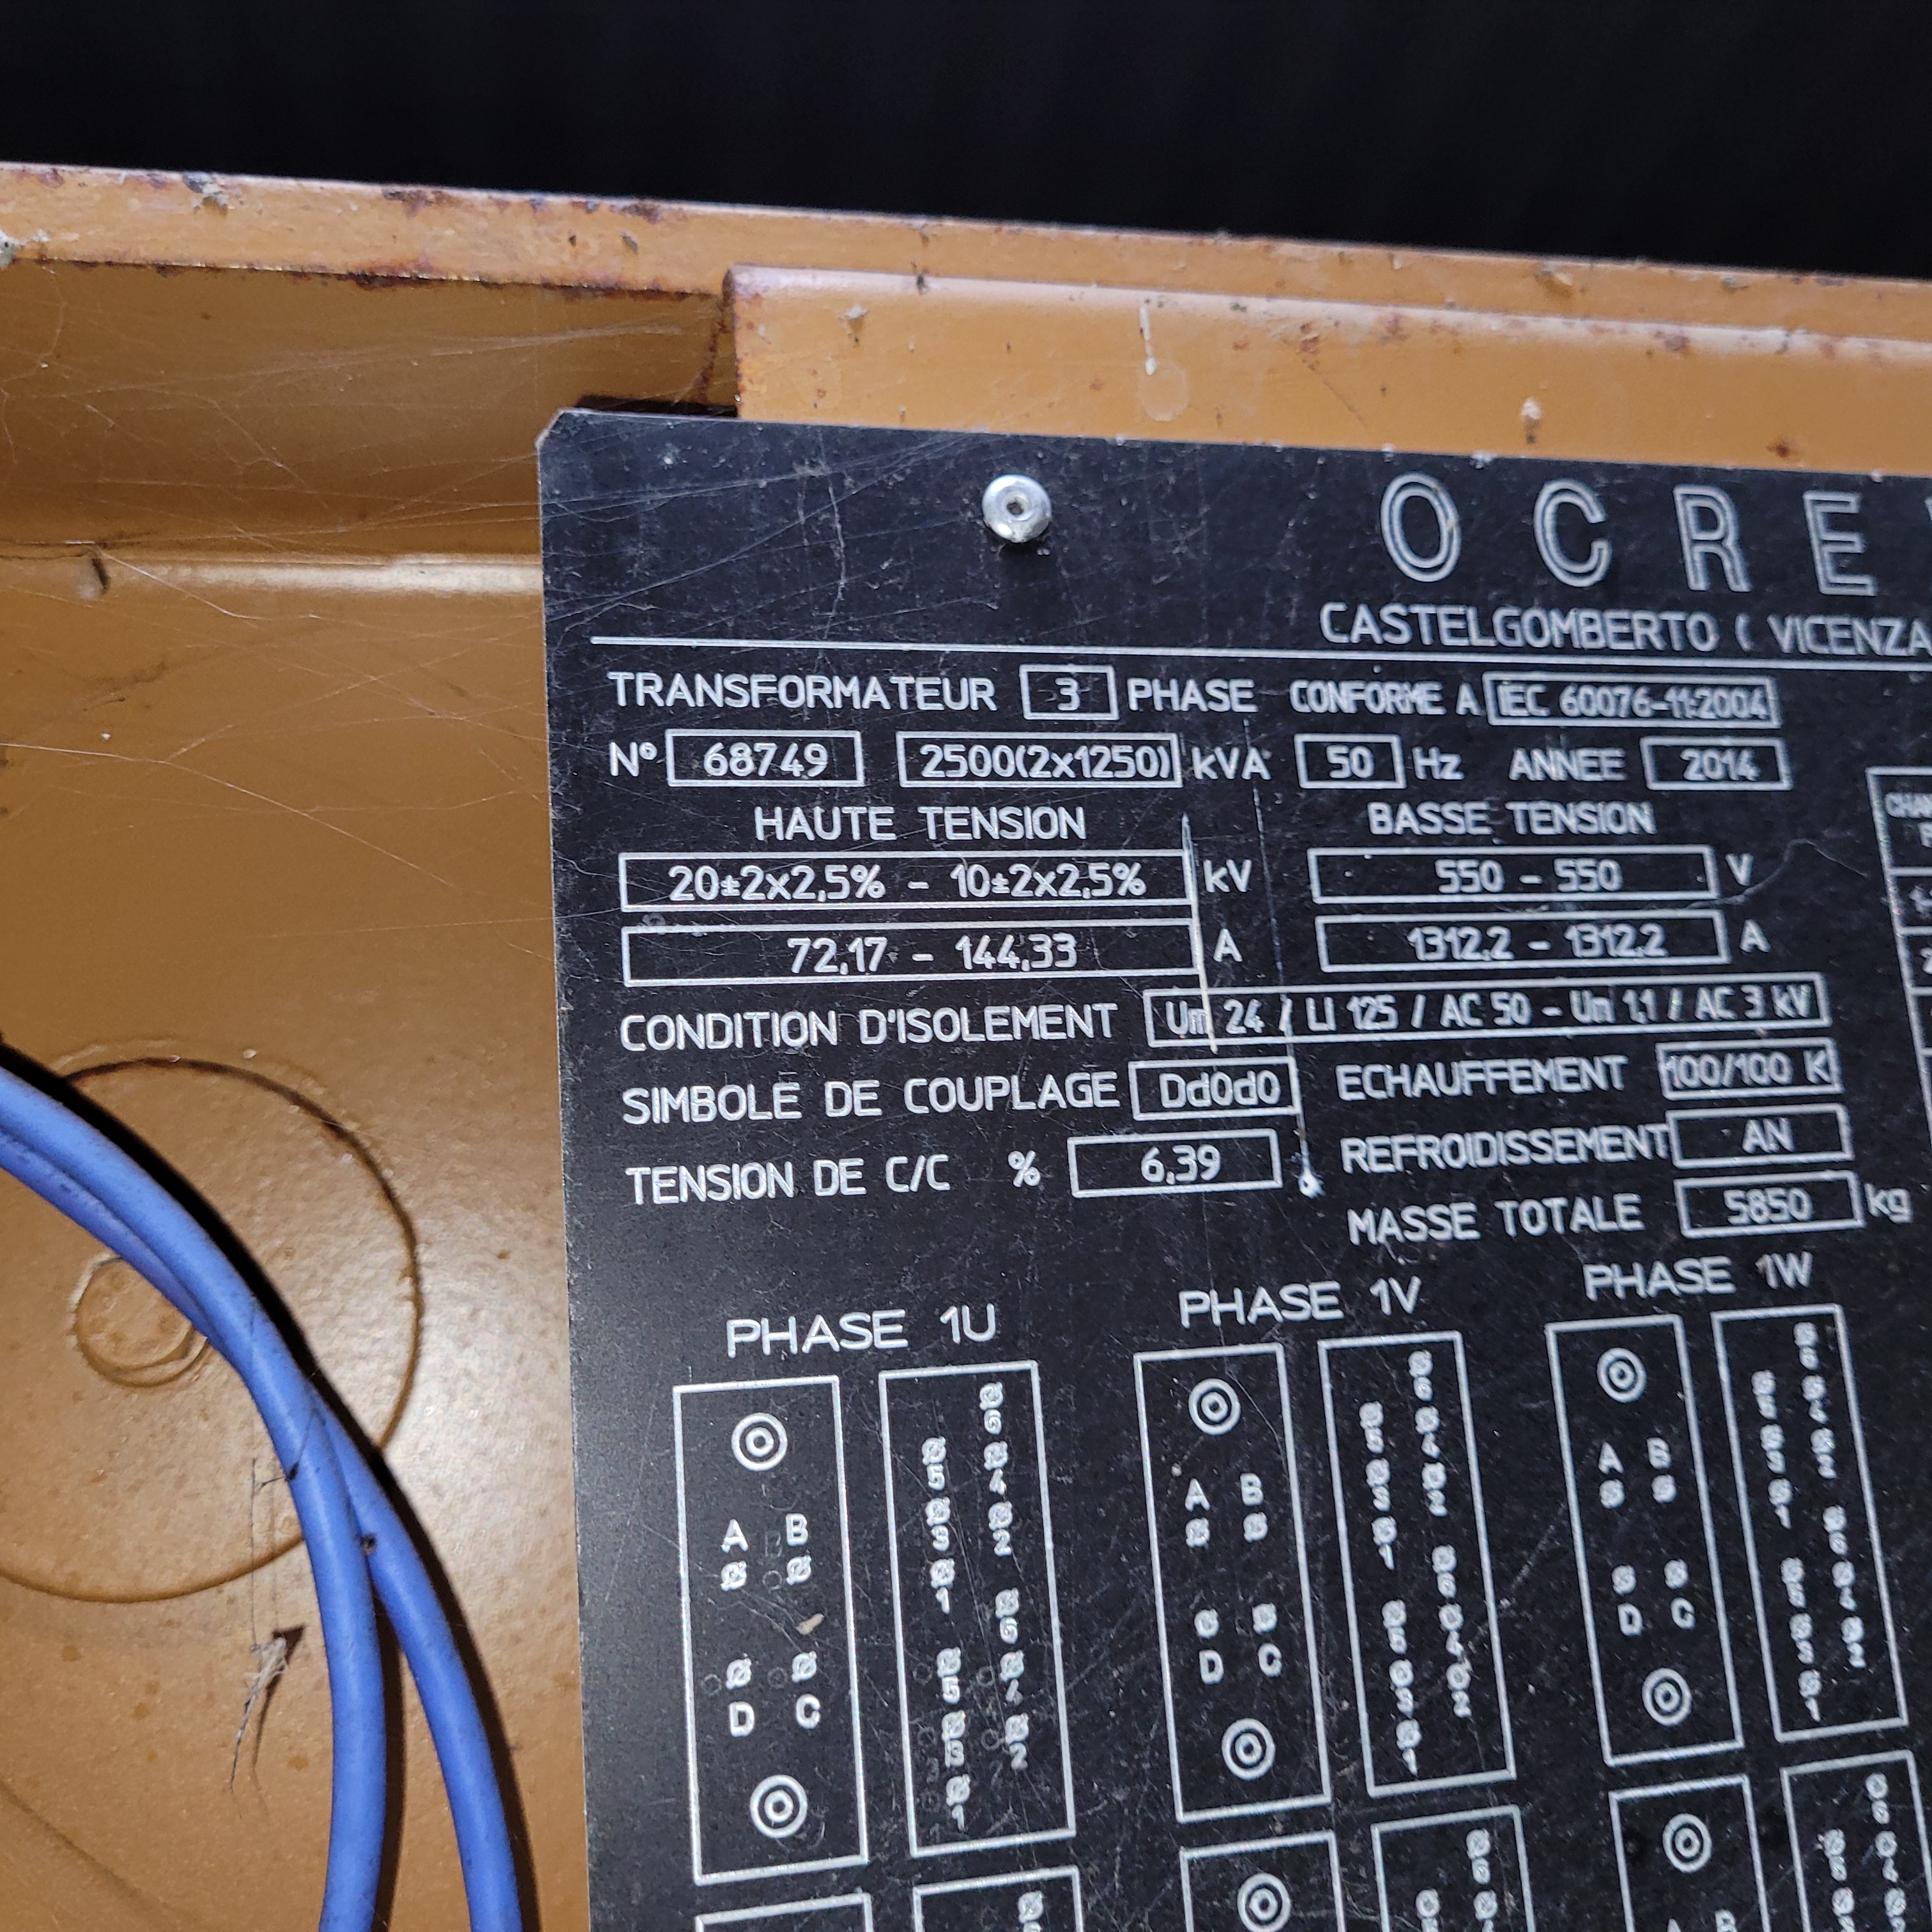 OCRE
CASTELGOMBERTO ( VICENZA
TRANSFORMATEUR 3 PHASE CONFORME A IEC 60076-11:2004
N° 68749 2500(2x1250) kVA 50 Hz ANNEE 2014
HAUTE TENSION BASSE TENSION
20±2x2,5% - 10±2x2,5% kV 550 - 550 V
72,17 - 144,33 A 1312,2 - 1312,2 A
CONDITION D'ISOLEMENT Um 24 / LI 125 / AC 50 - Um 1,1 / AC 3 kV
SIMBOLE DE COUPLAGE Dd0d0 ECHAUFFEMENT 100/100 K
TENSION DE C/C % 6,39 REFROIDISSEMENT AN
MASSE TOTALE 5850 kg
PHASE 1U PHASE 1V PHASE 1W
A B
D C
A B
D C
A B
D C